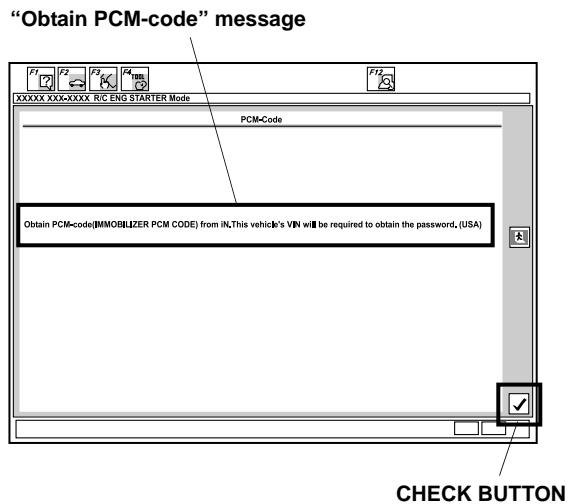 “Obtain PCM-code” message
F1 F2 F3 F4 TOOL F12
XXXXX XXX-XXXX R/C ENG STARTER Mode
PCM-Code
Obtain PCM-code(IMMOBILIZER PCM CODE) from iN.This vehicle's VIN will be required to obtain the password. (USA)
CHECK BUTTON